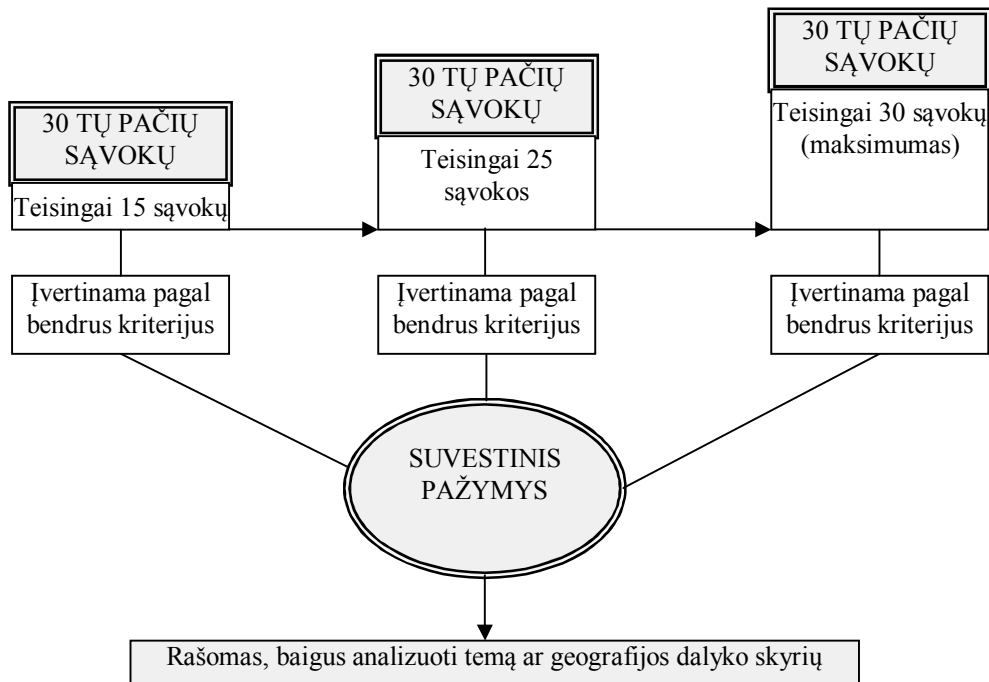 30 TŲ PAČIŲ
SĄVOKŲ
Teisingai 15 sąvokų
30 TŲ PAČIŲ
SĄVOKŲ
Teisingai 25
sąvokos
30 TŲ PAČIŲ
SĄVOKŲ
Teisingai 30 sąvokų
(maksimumas)
Įvertinama pagal
bendrus kriterijus
Įvertinama pagal
bendrus kriterijus
Įvertinama pagal
bendrus kriterijus
SUVESTINIS
PAŽYMYS
Rašomas, baigus analizuoti temą ar geografijos dalyko skyrių